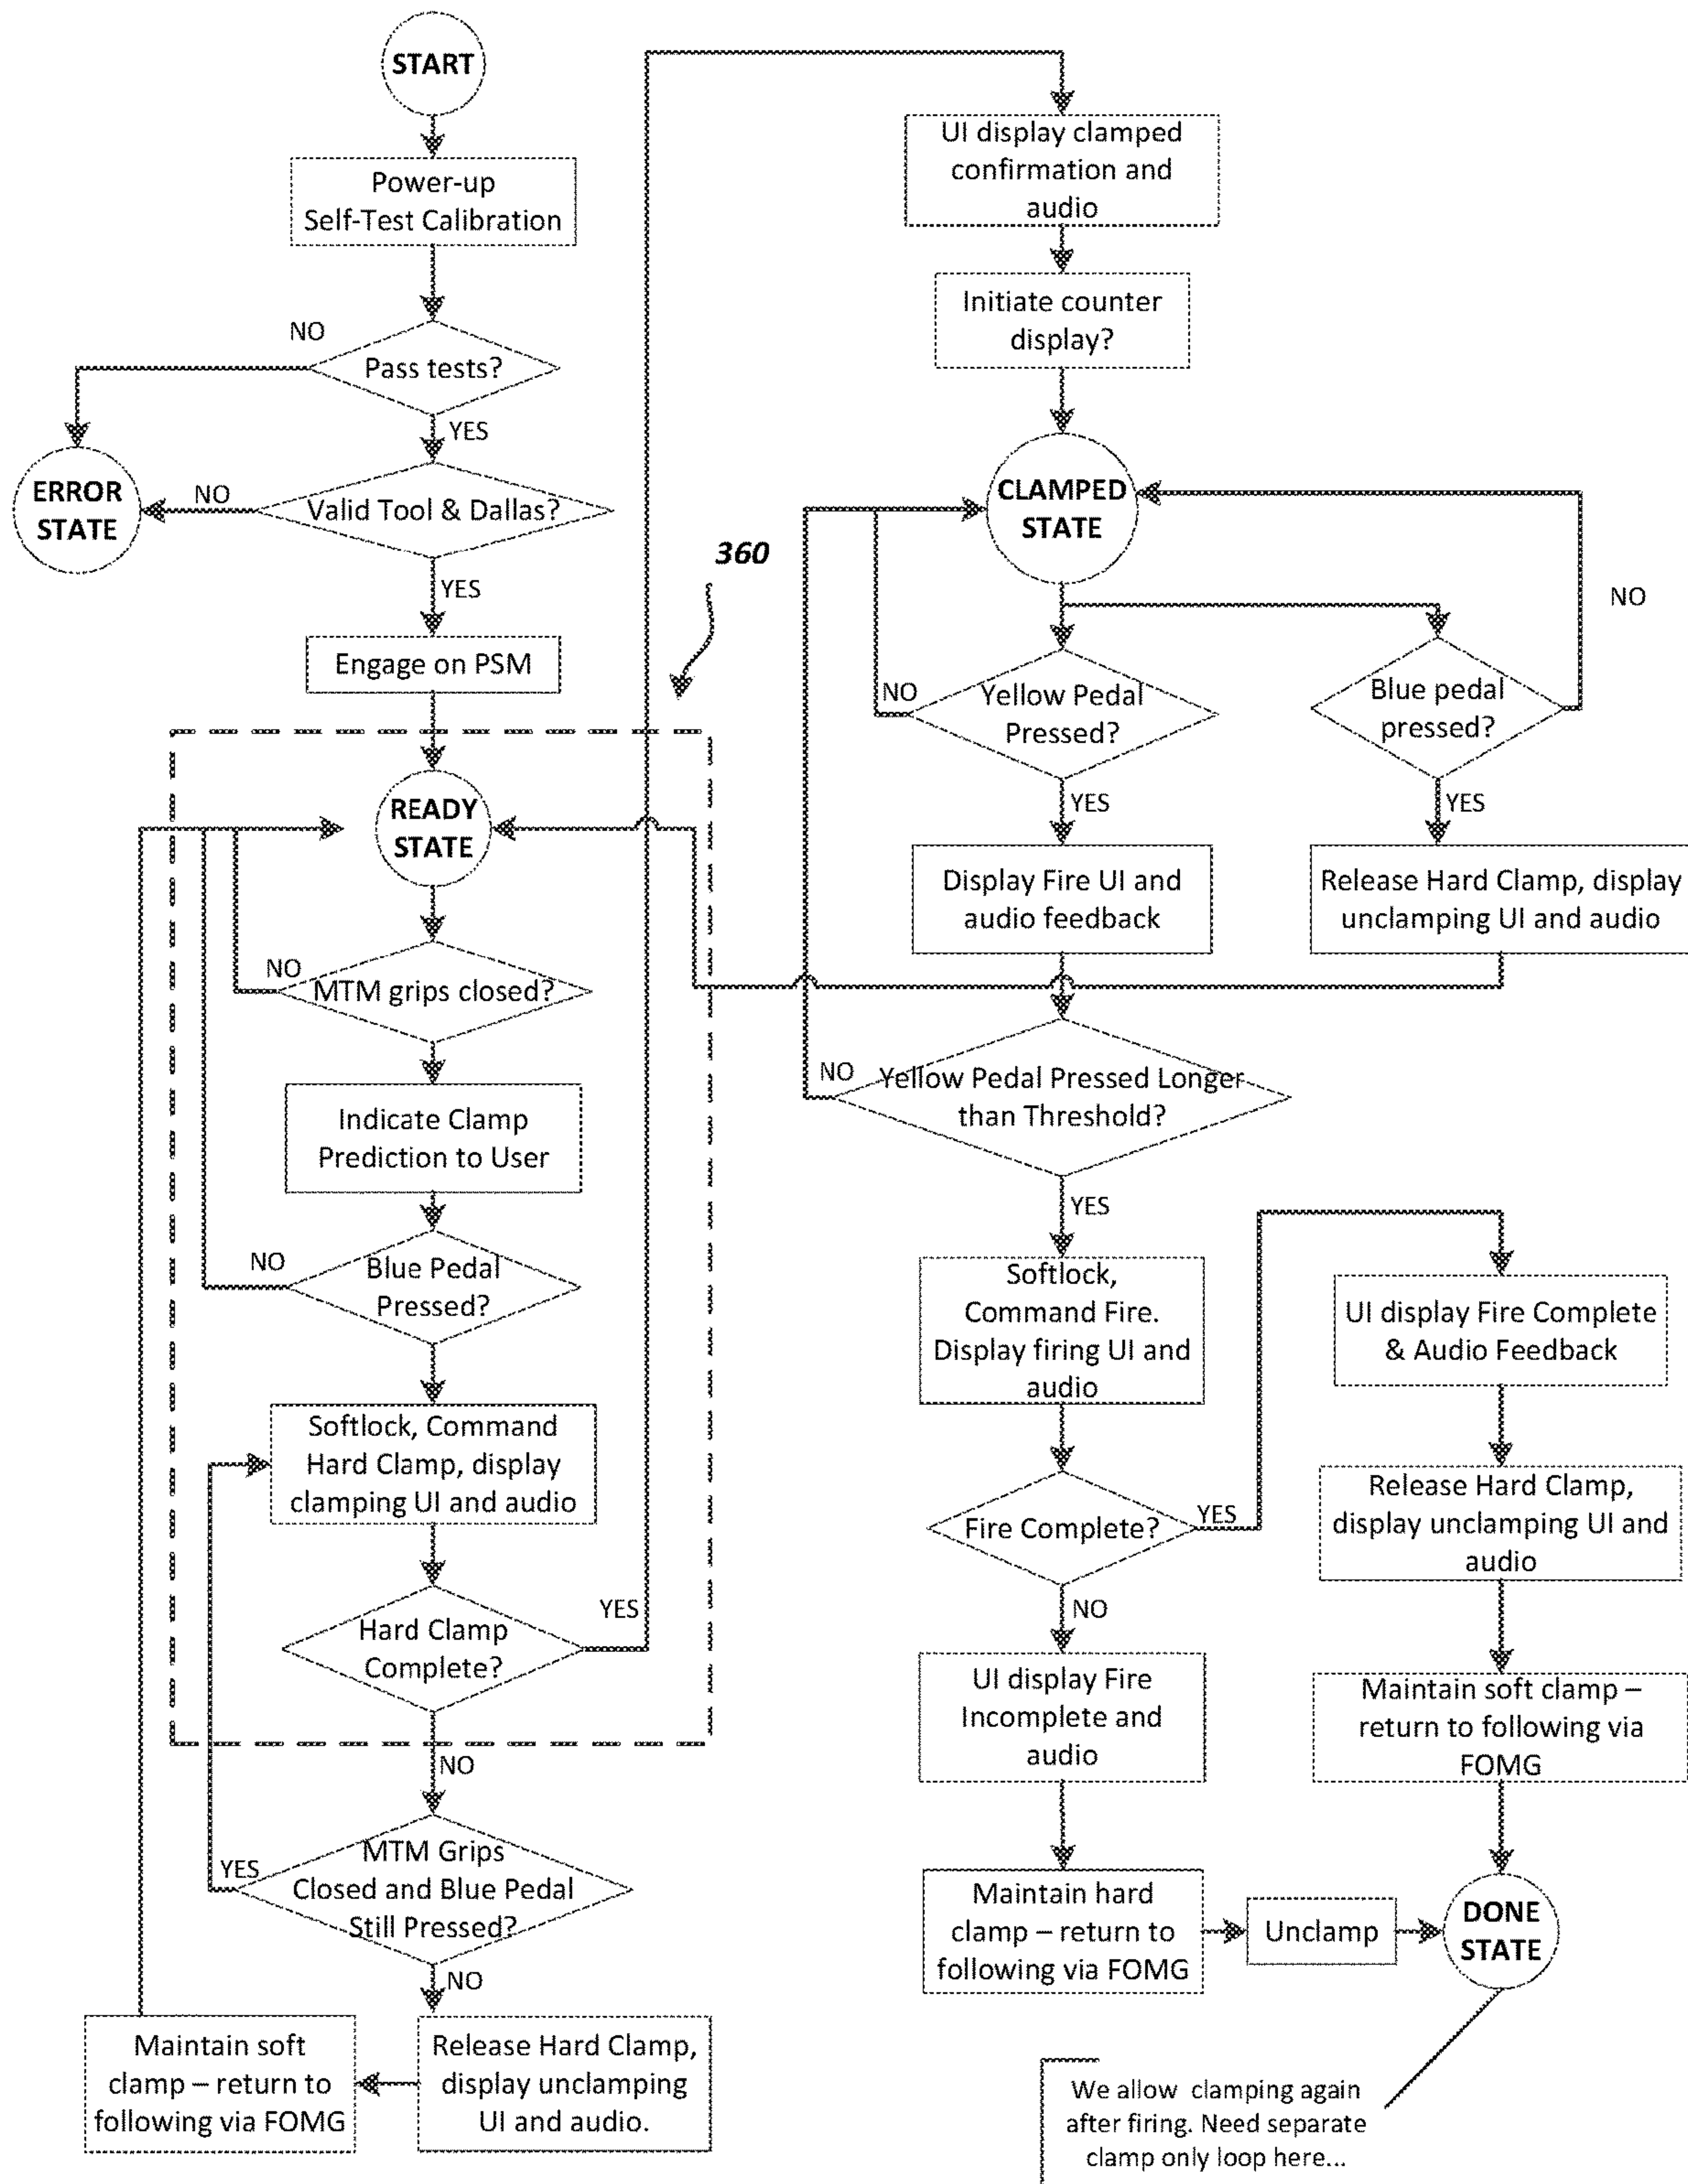 START
Power-up
Self-Test Calibration
NO
Pass tests?
YES
ERROR
STATE
NO
Valid Tool & Dallas?
YES
Engage on PSM
360
READY
STATE
NO
MTM grips closed?
Indicate Clamp
Prediction to User
NO
Blue Pedal
Pressed?
Softlock, Command
Hard Clamp, display
clamping UI and audio
YES
Hard Clamp
Complete?
NO
MTM Grips
YES
Closed and Blue Pedal
Still Pressed?
NO
Maintain soft
clamp – return to
following via FOMG
Release Hard Clamp,
display unclamping
UI and audio.
UI display clamped
confirmation and
audio
Initiate counter
display?
CLAMPED
STATE
NO
NO
Yellow Pedal
Pressed?
Blue pedal
pressed?
YES
YES
Display Fire UI and
audio feedback
Release Hard Clamp, display
unclamping UI and audio
NO
Yellow Pedal Pressed Longer
than Threshold?
YES
Softlock,
Command Fire.
Display firing UI and
audio
Fire Complete?
YES
NO
UI display Fire
Incomplete and
audio
Maintain hard
clamp – return to
following via FOMG
Unclamp
UI display Fire Complete
& Audio Feedback
Release Hard Clamp,
display unclamping UI and
audio
Maintain soft clamp –
return to following via
FOMG
DONE
STATE
We allow clamping again
after firing. Need separate
clamp only loop here...